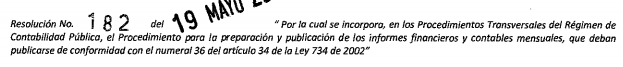 Resolución No. 182 del 19 MAYO "Por la cual se incorpora, en los Procedimientos Transversales del Régimen de
Contabilidad Pública, el Procedimiento para la preparación y publicación de los informes financieros y contables mensuales, que deban
publicarse de conformidad con el numeral 36 del artículo 34 de la Ley 734 de 2002"